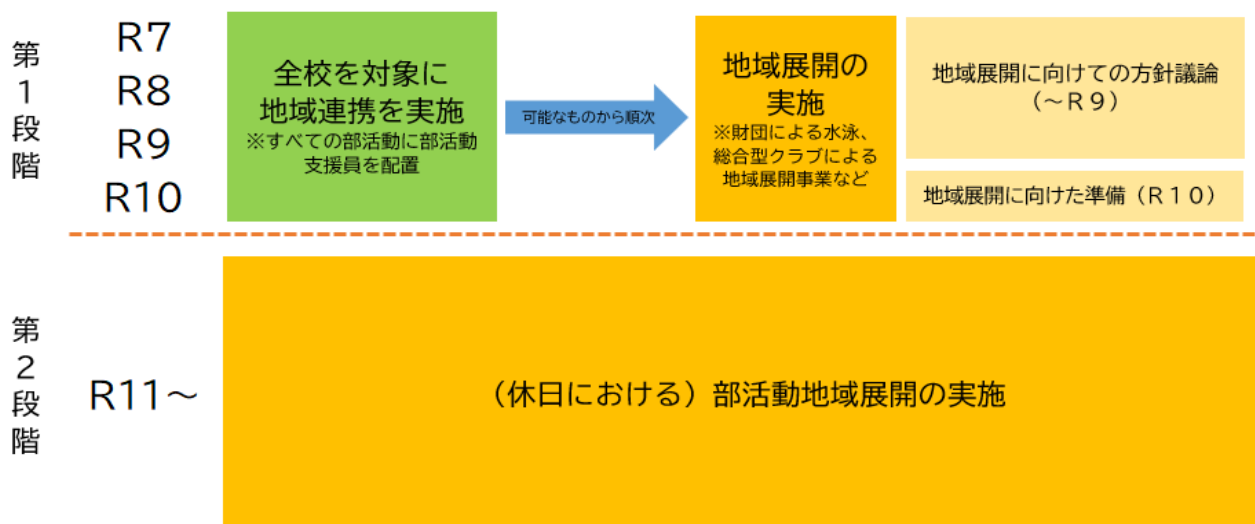 第1段階
R7
R8
R9
R10
全校を対象に
地域連携を実施
※すべての部活動に部活動
支援員を配置
可能なものから順次
地域展開の
実施
※財団による水泳、
総合型クラブによる
地域展開事業など
地域展開に向けての方針議論
（～R９）
地域展開に向けた準備（R１０）
第2段階
R11～
（休日における）部活動地域展開の実施